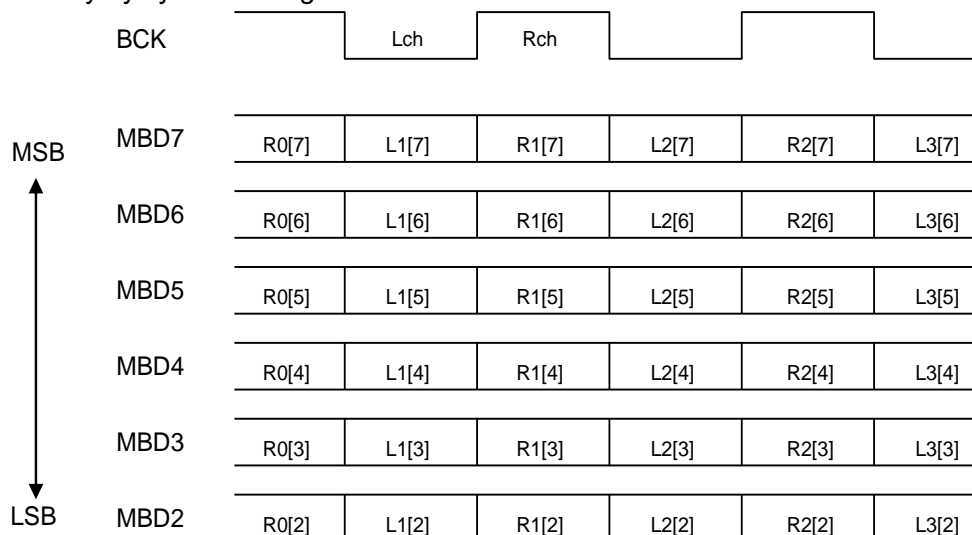 BCK Lch Rch
MBD7 R0[7] L1[7] R1[7] L2[7] R2[7] L3[7]
MSB
MBD6 R0[6] L1[6] R1[6] L2[6] R2[6] L3[6]
MBD5 R0[5] L1[5] R1[5] L2[5] R2[5] L3[5]
MBD4 R0[4] L1[4] R1[4] L2[4] R2[4] L3[4]
MBD3 R0[3] L1[3] R1[3] L2[3] R2[3] L3[3]
LSB MBD2 R0[2] L1[2] R1[2] L2[2] R2[2] L3[2]